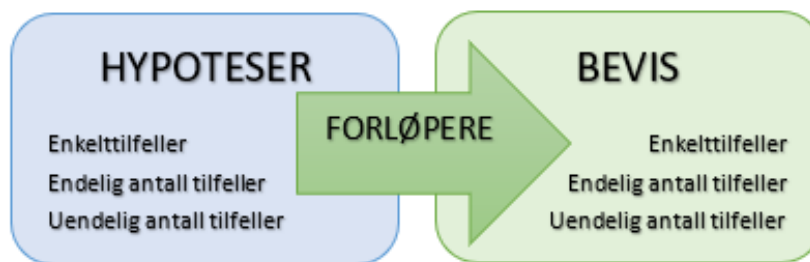 HYPOTESER
Enkelttilfeller
Endelig antall tilfeller
Uendelig antall tilfeller
FORLØPERE
BEVIS
Enkelttilfeller
Endelig antall tilfeller
Uendelig antall tilfeller